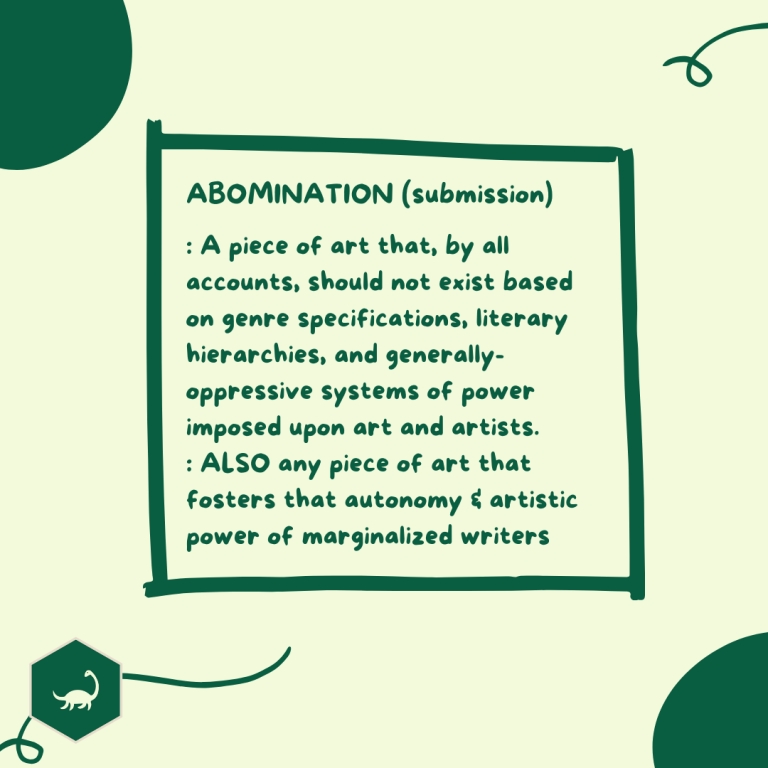 ABOMINATION (submission)
: A piece of art that, by all
accounts, should not exist based
on genre specifications, literary
hierarchies, and generally-
oppressive systems of power
imposed upon art and artists.
: ALSO any piece of art that
fosters that autonomy & artistic
power of marginalized writers